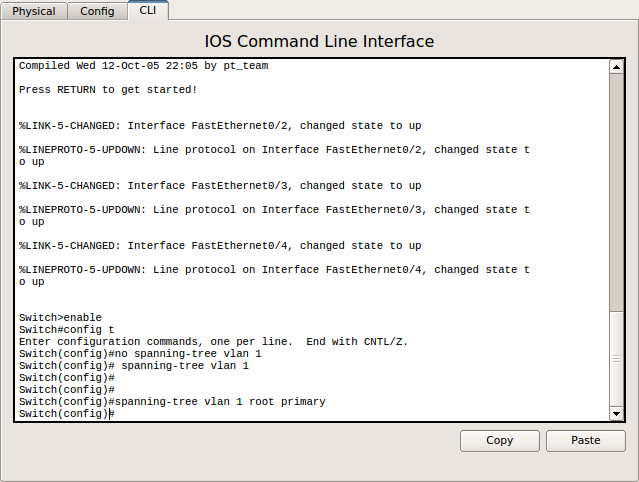 Physical Config CLI
IOS Command Line Interface
Compiled Wed 12-Oct-05 22:05 by pt_team
Press RETURN to get started!
%LINK-5-CHANGED: Interface FastEthernet0/2, changed state to up
%LINEPROTO-5-UPDOWN: Line protocol on Interface FastEthernet0/2, changed state t
o up
%LINK-5-CHANGED: Interface FastEthernet0/3, changed state to up
%LINEPROTO-5-UPDOWN: Line protocol on Interface FastEthernet0/3, changed state t
o up
%LINK-5-CHANGED: Interface FastEthernet0/4, changed state to up
%LINEPROTO-5-UPDOWN: Line protocol on Interface FastEthernet0/4, changed state t
o up
Switch>enable
Switch#config t
Enter configuration commands, one per line.  End with CNTL/Z.
Switch(config)#no spanning-tree vlan 1
Switch(config)# spanning-tree vlan 1
Switch(config)#
Switch(config)#
Switch(config)#spanning-tree vlan 1 root primary
Switch(config)#
Copy Paste